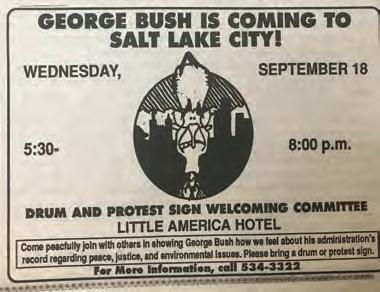 GEORGE BUSH IS COMING TO
SALT LAKE CITY!
WEDNESDAY, SEPTEMBER 18
5:30- 8:00 p.m.
DRUM AND PROTEST SIGN WELCOMING COMMITTEE
LITTLE AMERICA HOTEL
Come peacfully join with others in showing George Bush how we feel about his administration's
record regarding peace, justice, and environmental issues. Please bring a drum or protest sign.
For More Information, call 534-3322